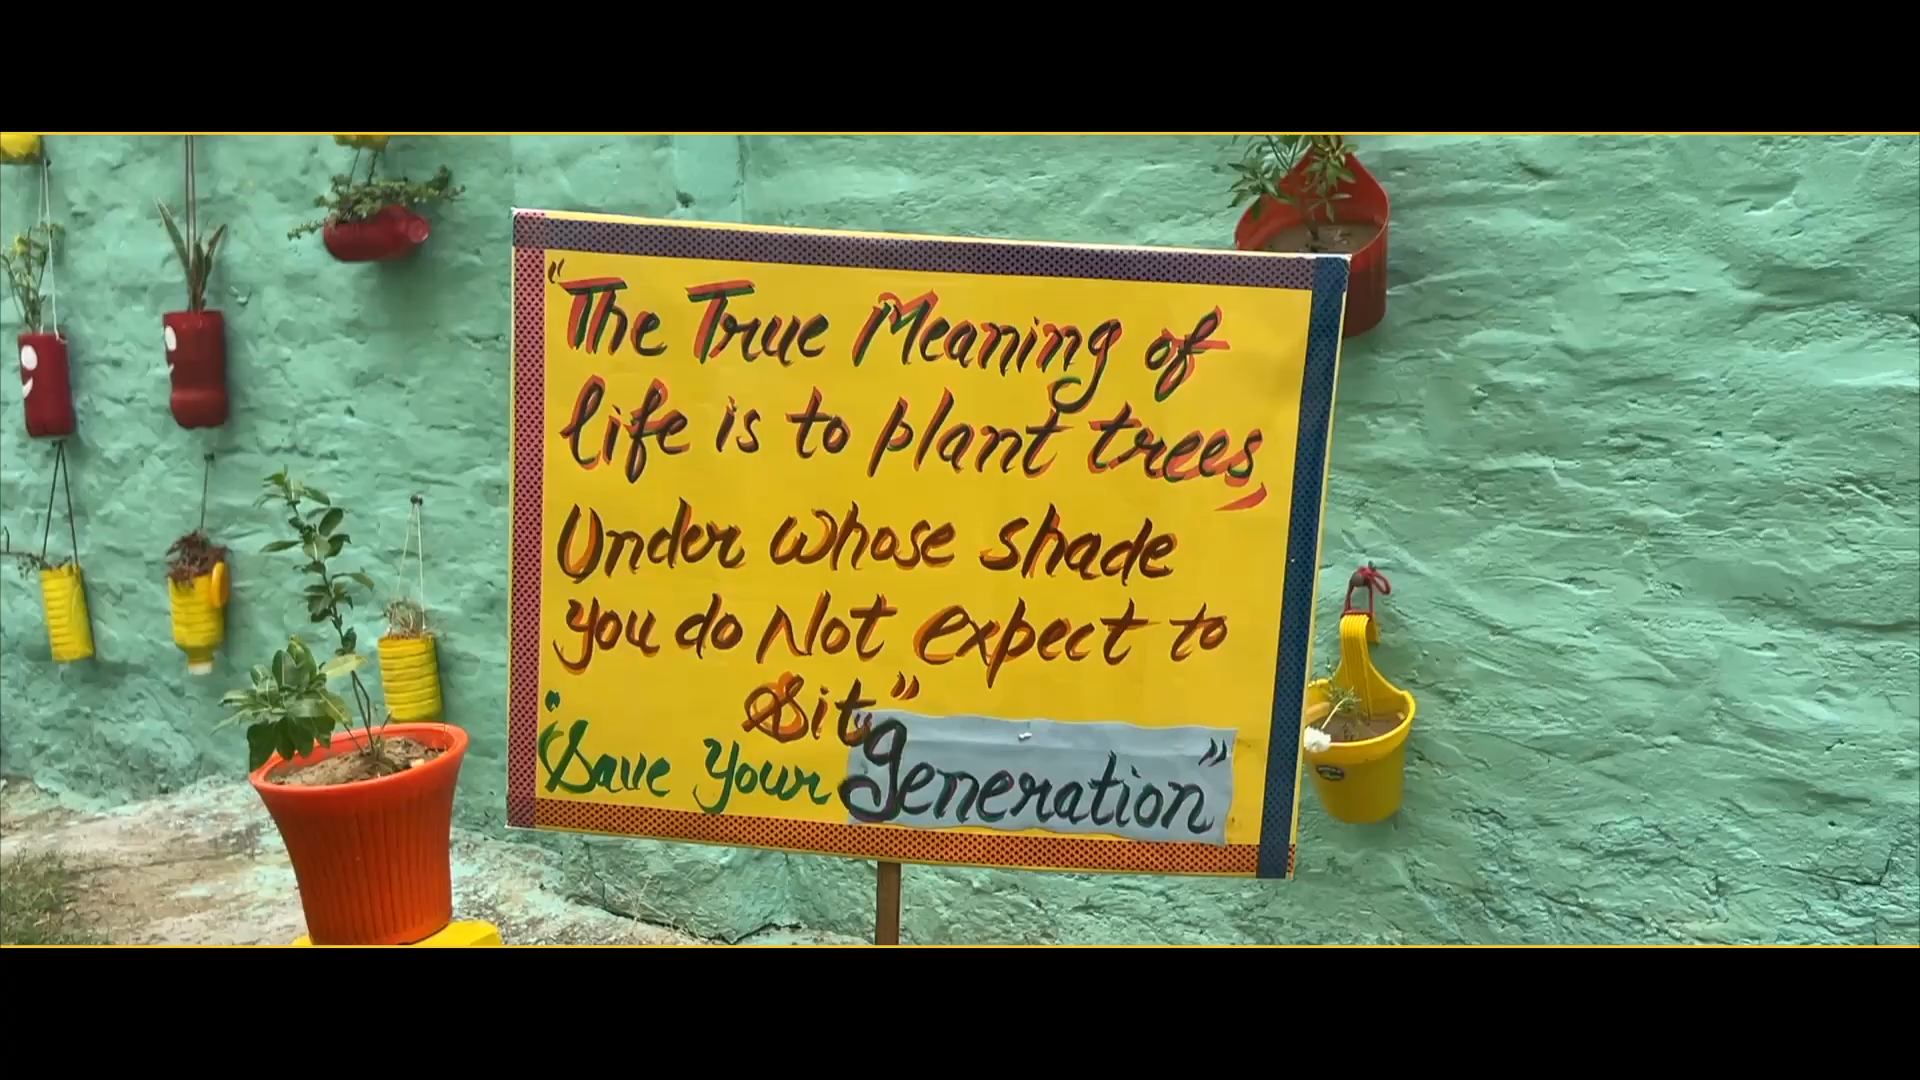 "The True Meaning of
life is to plant trees,
Under whose shade
you do Not expect to
Sit"
"Save Your generation"